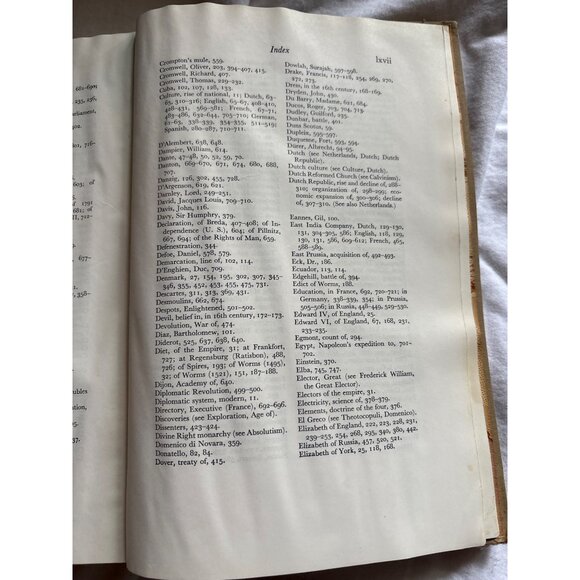 Index
lxvii
Crompton's mule, 559.
Cromwell, Oliver, 203, 394-407, 413.
Cromwell, Richard, 407.
Cromwell, Thomas, 229-232.
Cuba, 102, 128, 133.
Culture, rise of national, 11; Dutch, 63-
65, 310-316; English, 65-67, 408-410,
428-431, 569-581; French, 67-71,
483-486, 632-644, 705-710; German,
61-63, 338-339, 354-355, 511-519;
Spanish, 280-287, 710-711.
D'Alembert, 638, 648.
Dampier, William, 614.
Dante, 47-48, 50, 52, 59, 70.
Danton, 669-670, 671, 674, 680, 688,
707.
Dantzig, 126, 302, 455, 728.
D'Argenson, 619, 621.
Darnley, Lord, 249-251.
David, Jacques Louis, 709-710.
Davis, John, 116.
Davy, Sir Humphry, 379.
Declaration, of Breda, 407-408; of In-
dependence (U. S.), 604; of Pillnitz,
667, 694; of the Rights of Man, 659.
Defenestration, 344.
Defoe, Daniel, 578, 579.
Demarcation, line of, 102, 114.
D'Enghien, Duc, 709.
Denmark, 27, 154, 195, 302, 307, 345-
346, 355, 452, 455, 453, 461, 735.
Descartes, 311, 313, 369, 431.
Desmoulins, 662, 674.
Despots, Enlightened, 501-502.
Devil, belief in, in 16th century, 172-173.
Devolution, War of, 474.
Diaz, Bartholomew, 101.
Diderot, 525, 637, 638, 640.
Diet, of the Empire, 31; at Frankfort,
727; at Regensburg (Ratisbon), 488,
726; of Spires, 193; of Worms (1495),
32; of Worms (1521), 151, 187-188.
Dijon, Academy of, 640.
Diplomatic Revolution, 499-500.
Diplomatic system, modern, 11.
Directory, Executive (France), 692-696.
Discoveries (see Exploration, Age of).
Dissenters, 423-424.
Divine Right monarchy (see Absolutism).
Domenico di Novara, 359.
Donatello, 82, 84.
Dover, treaty of, 415.
Dowlah, Surajah, 597-598.
Drake, Francis, 117-118, 254, 269, 270,
272, 273.
Dress, in the 16th century, 168-169.
Dryden, John, 430.
Du Barry, Madame, 621, 684.
Ducos, Roger, 703, 704, 713.
Dudley, Guilford, 235.
Dunbar, battle, 401.
Duns Scotus, 59.
Dupleix, 595-597.
Duquesne, Fort, 593, 595.
Dürer, Albrecht, 94-95.
Dutch (see Netherlands, Dutch; Dutch
Republic).
Dutch culture (see Culture, Dutch).
Dutch Reformed Church (see Calvinism).
Dutch Republic, rise and decline of, 288-
310; organization of, 298-299; eco-
nomic expansion of, 300-306; decline
of, 307-310. (See also Netherlands.)
Eannes, Gil, 100.
East India Company, Dutch, 129-130,
131, 304-305, 586; English, 118, 129,
130, 131, 586, 609-612; French, 465,
588-589.
East Prussia, acquisition of, 492-493.
Eck, Dr., 186.
Ecuador, 113, 114.
Edgehill, battle of, 394.
Edict of Worms, 188.
Education, in France, 692, 720-721; in
Germany, 338-339, 354; in Prussia,
505-506; in Russia, 448-449, 529-532.
Edward IV, of England, 25.
Edward VI, of England, 67, 168, 231,
233-235.
Egmont, count of, 294.
Egypt, Napoleon's expedition to, 701-
702.
Einstein, 370.
Elba, 745, 747.
Elector, Great (see Frederick William,
the Great Elector).
Electors of the empire, 31.
Electricity, science of, 378-379.
Elements, doctrine of the four, 376.
El Greco (see Theotocopuli, Domenico).
Elizabeth of England, 222, 223, 228, 231,
239-253, 254, 268, 295, 340, 380, 442.
Elizabeth of Russia, 457, 520, 521.
Elizabeth of York, 25, 118, 168.